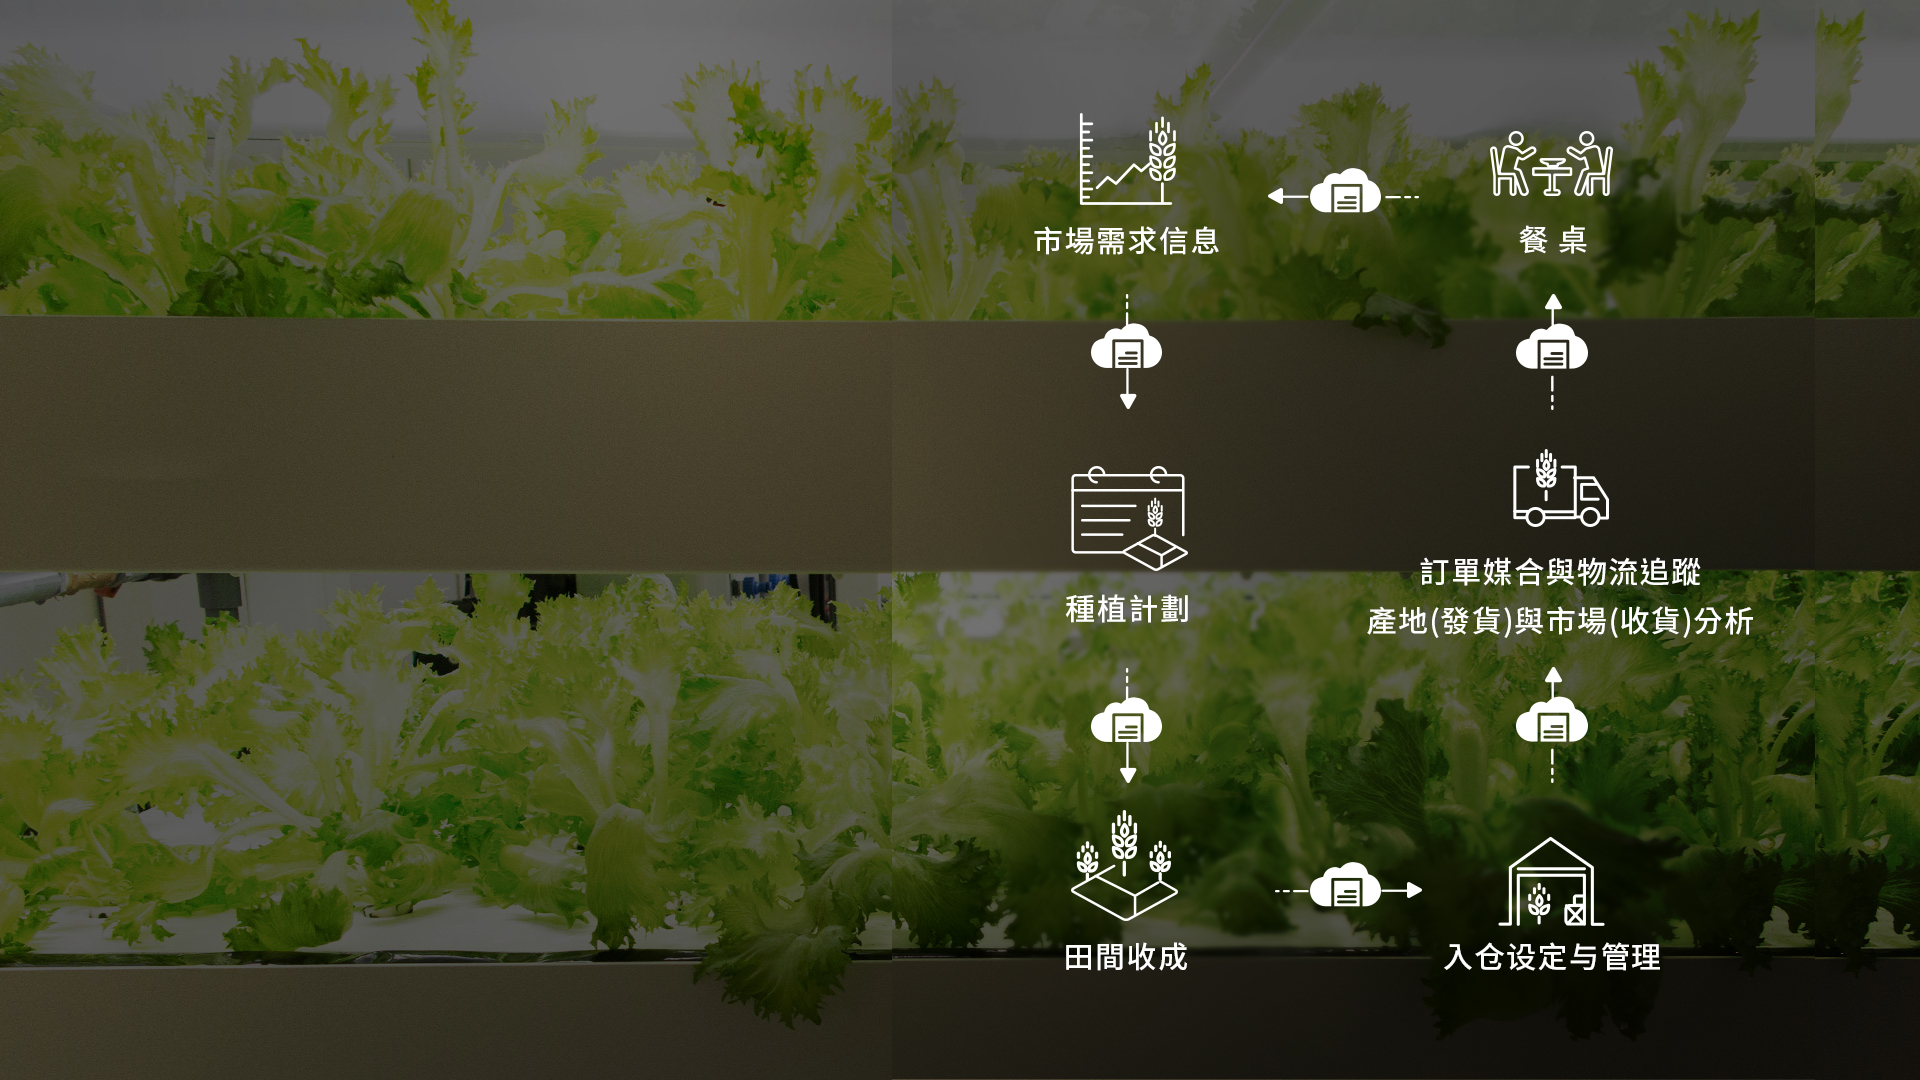 市場需求信息
餐桌
種植計劃
訂單媒合與物流追蹤
產地(發貨)與市場(收貨)分析
田間收成
入仓设定与管理